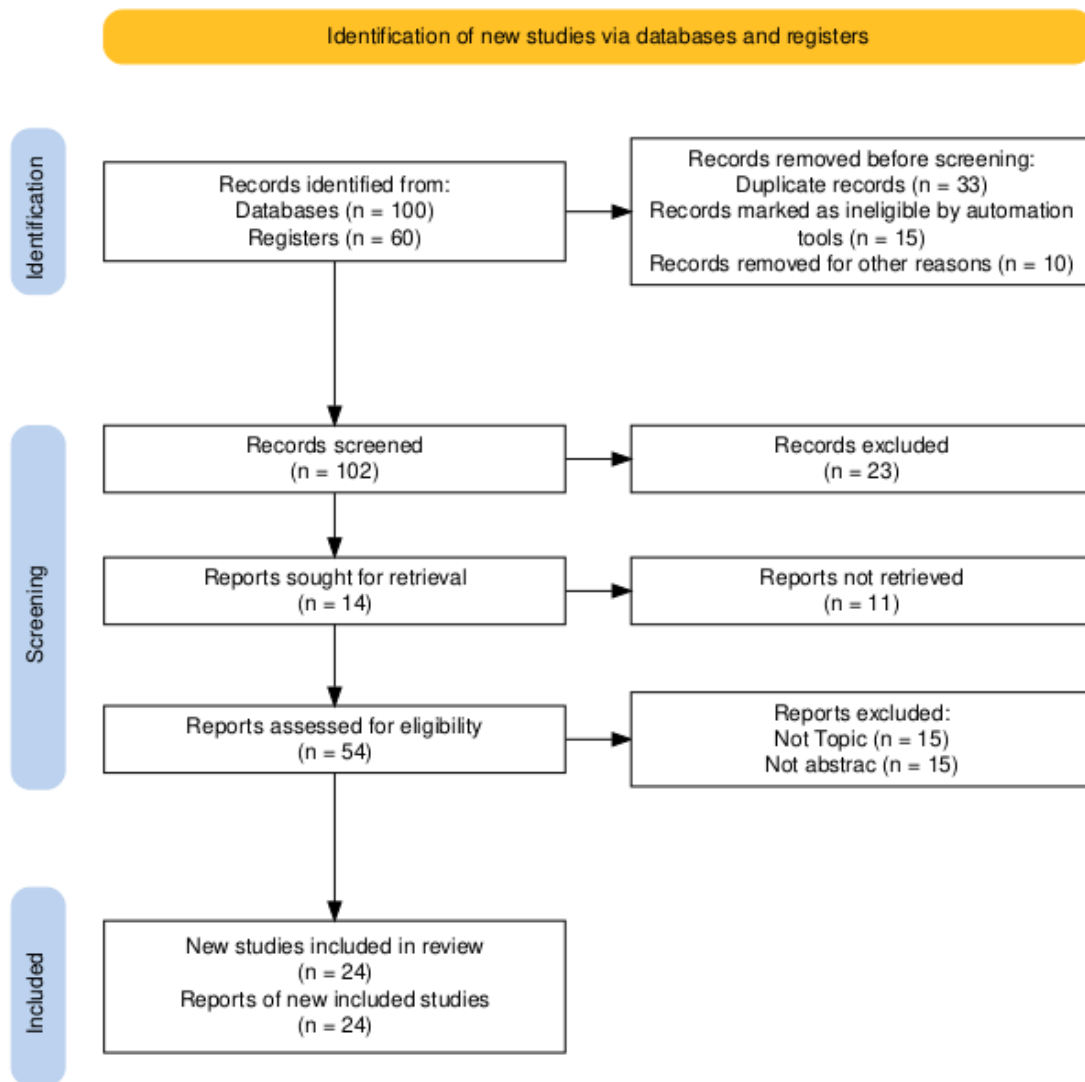 Identification of new studies via databases and registers
Identification
Records identified from:
Databases (n = 100)
Registers (n = 60)
Records removed before screening:
Duplicate records (n = 33)
Records marked as ineligible by automation
tools (n = 15)
Records removed for other reasons (n = 10)
Screening
Records screened
(n = 102)
Records excluded
(n = 23)
Reports sought for retrieval
(n = 14)
Reports not retrieved
(n = 11)
Reports assessed for eligibility
(n = 54)
Reports excluded:
Not Topic (n = 15)
Not abstrac (n = 15)
Included
New studies included in review
(n = 24)
Reports of new included studies
(n = 24)